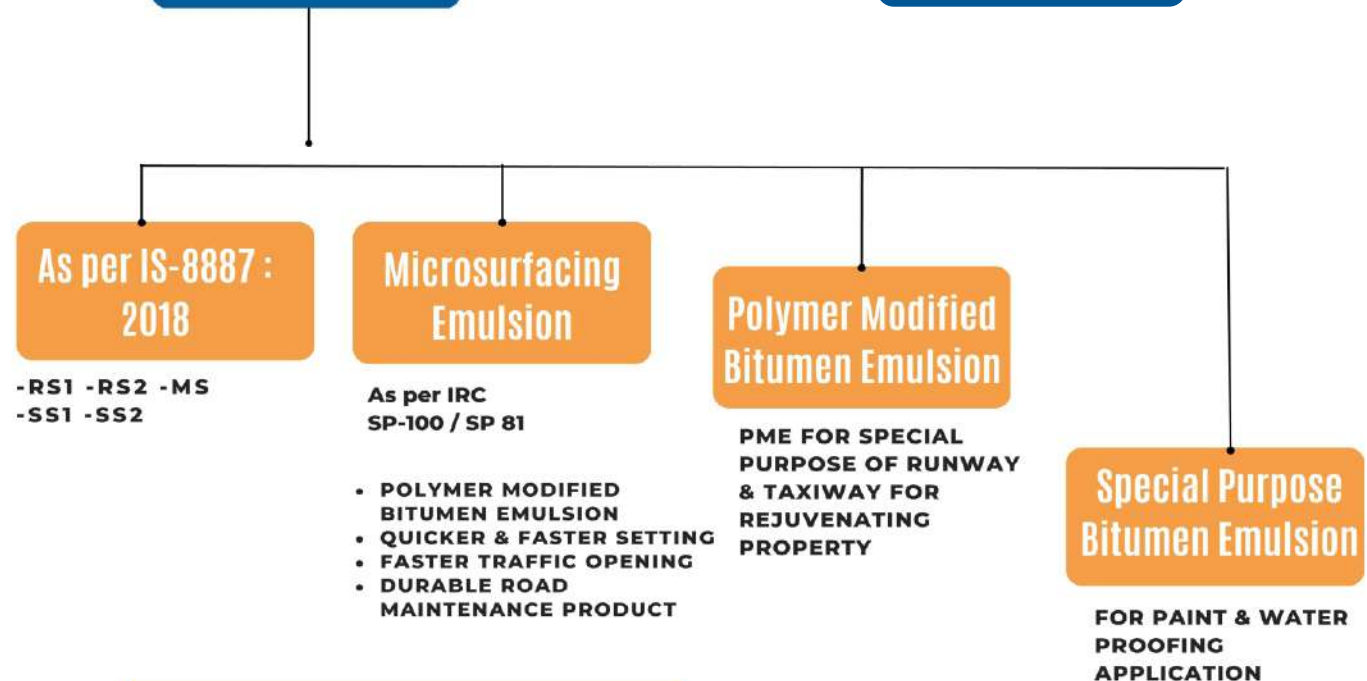 As per IS-8887 :
2018
-RS1 -RS2 -MS
-SS1 -SS2
Microsurfacing
Emulsion
As per IRC
SP-100 / SP 81
• POLYMER MODIFIED
BITUMEN EMULSION
• QUICKER & FASTER SETTING
• FASTER TRAFFIC OPENING
• DURABLE ROAD
MAINTENANCE PRODUCT
Polymer Modified
Bitumen Emulsion
PME FOR SPECIAL
PURPOSE OF RUNWAY
& TAXIWAY FOR
REJUVENATING
PROPERTY
Special Purpose
Bitumen Emulsion
FOR PAINT & WATER
PROOFING
APPLICATION